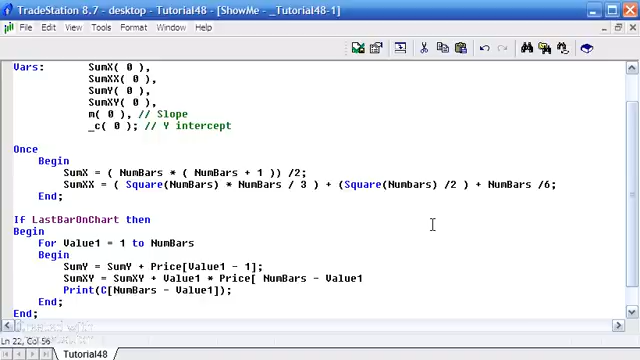 TradeStation 8.7 - desktop - Tutorial48 - [ShowMe - _Tutorial48-1]
File Edit View Tools Format Window Help
Vars: SumX( 0 ),
SumXX( 0 ),
SumY( 0 ),
SumXY( 0 ),
m( 0 ), // Slope
_c( 0 ); // Y intercept
Once
Begin
SumX = ( NumBars * ( NumBars + 1 )) /2;
SumXX = ( Square(NumBars) * NumBars / 3 ) + (Square(Numbars) /2 ) + NumBars /6;
End;
If LastBarOnChart then
Begin
For Value1 = 1 to NumBars
Begin
SumY = SumY + Price[Value1 - 1];
SumXY = SumXY + Value1 * Price[ NumBars - Value1
Print(C[NumBars - Value1]);
End;
End;
Ln 22, Col 56
Tutorial48